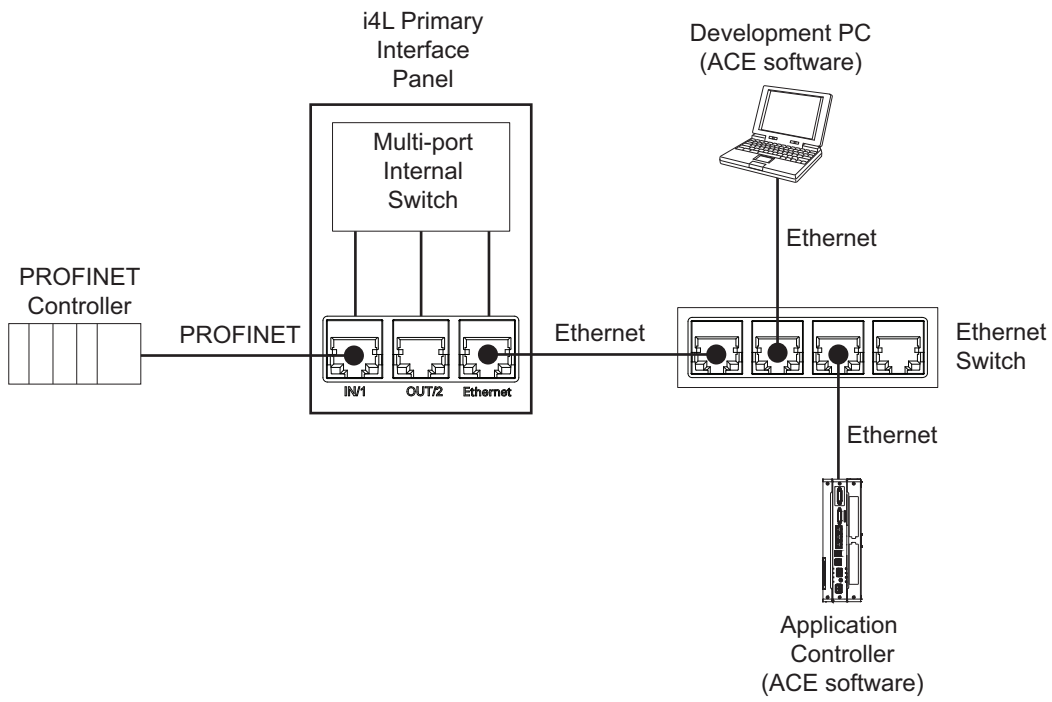 i4L Primary
Interface
Panel
Development PC
(ACE software)
Multi-port
Internal
Switch
Ethernet
PROFINET
Controller
PROFINET
Ethernet
Ethernet
Switch
IN/1
OUT/2
Ethernet
Ethernet
Application
Controller
(ACE software)